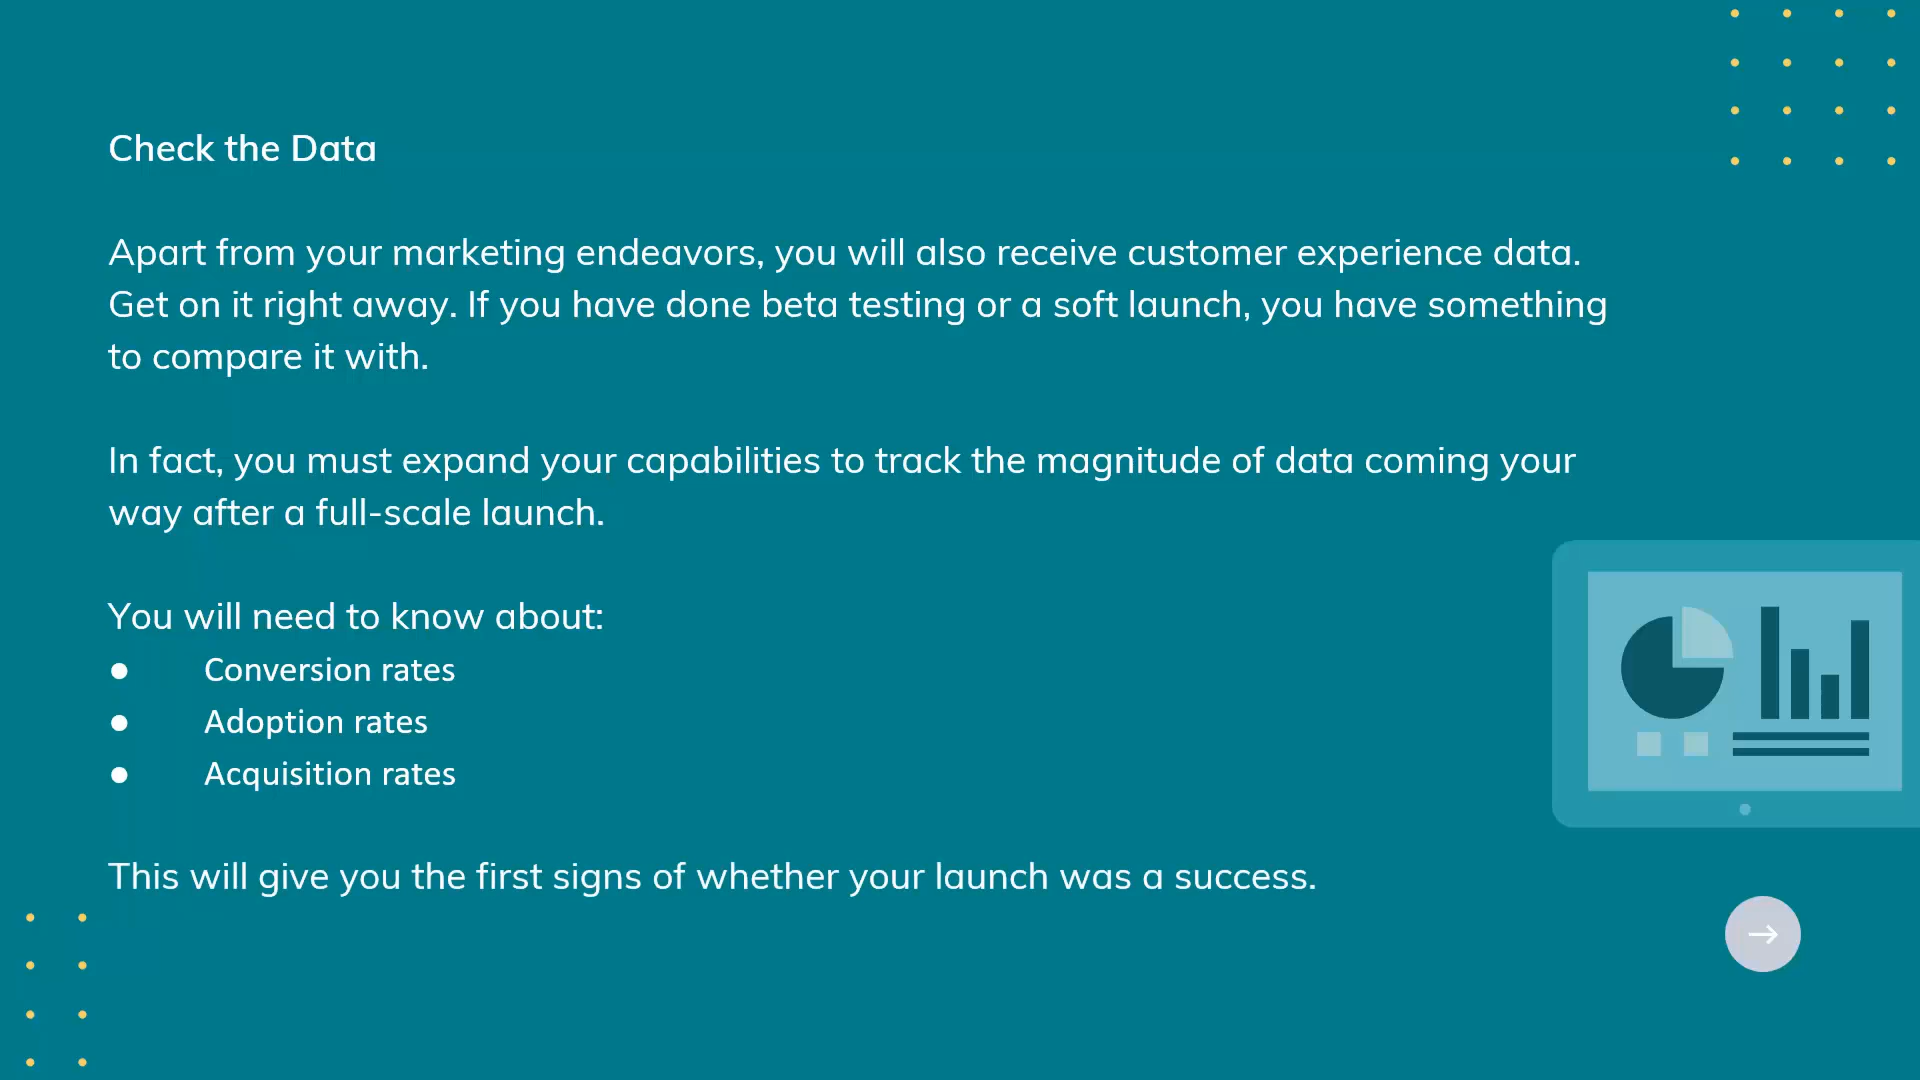 Check the Data
Apart from your marketing endeavors, you will also receive customer experience data.
Get on it right away. If you have done beta testing or a soft launch, you have something
to compare it with.
In fact, you must expand your capabilities to track the magnitude of data coming your
way after a full-scale launch.
You will need to know about:
● Conversion rates
● Adoption rates
● Acquisition rates
This will give you the first signs of whether your launch was a success.